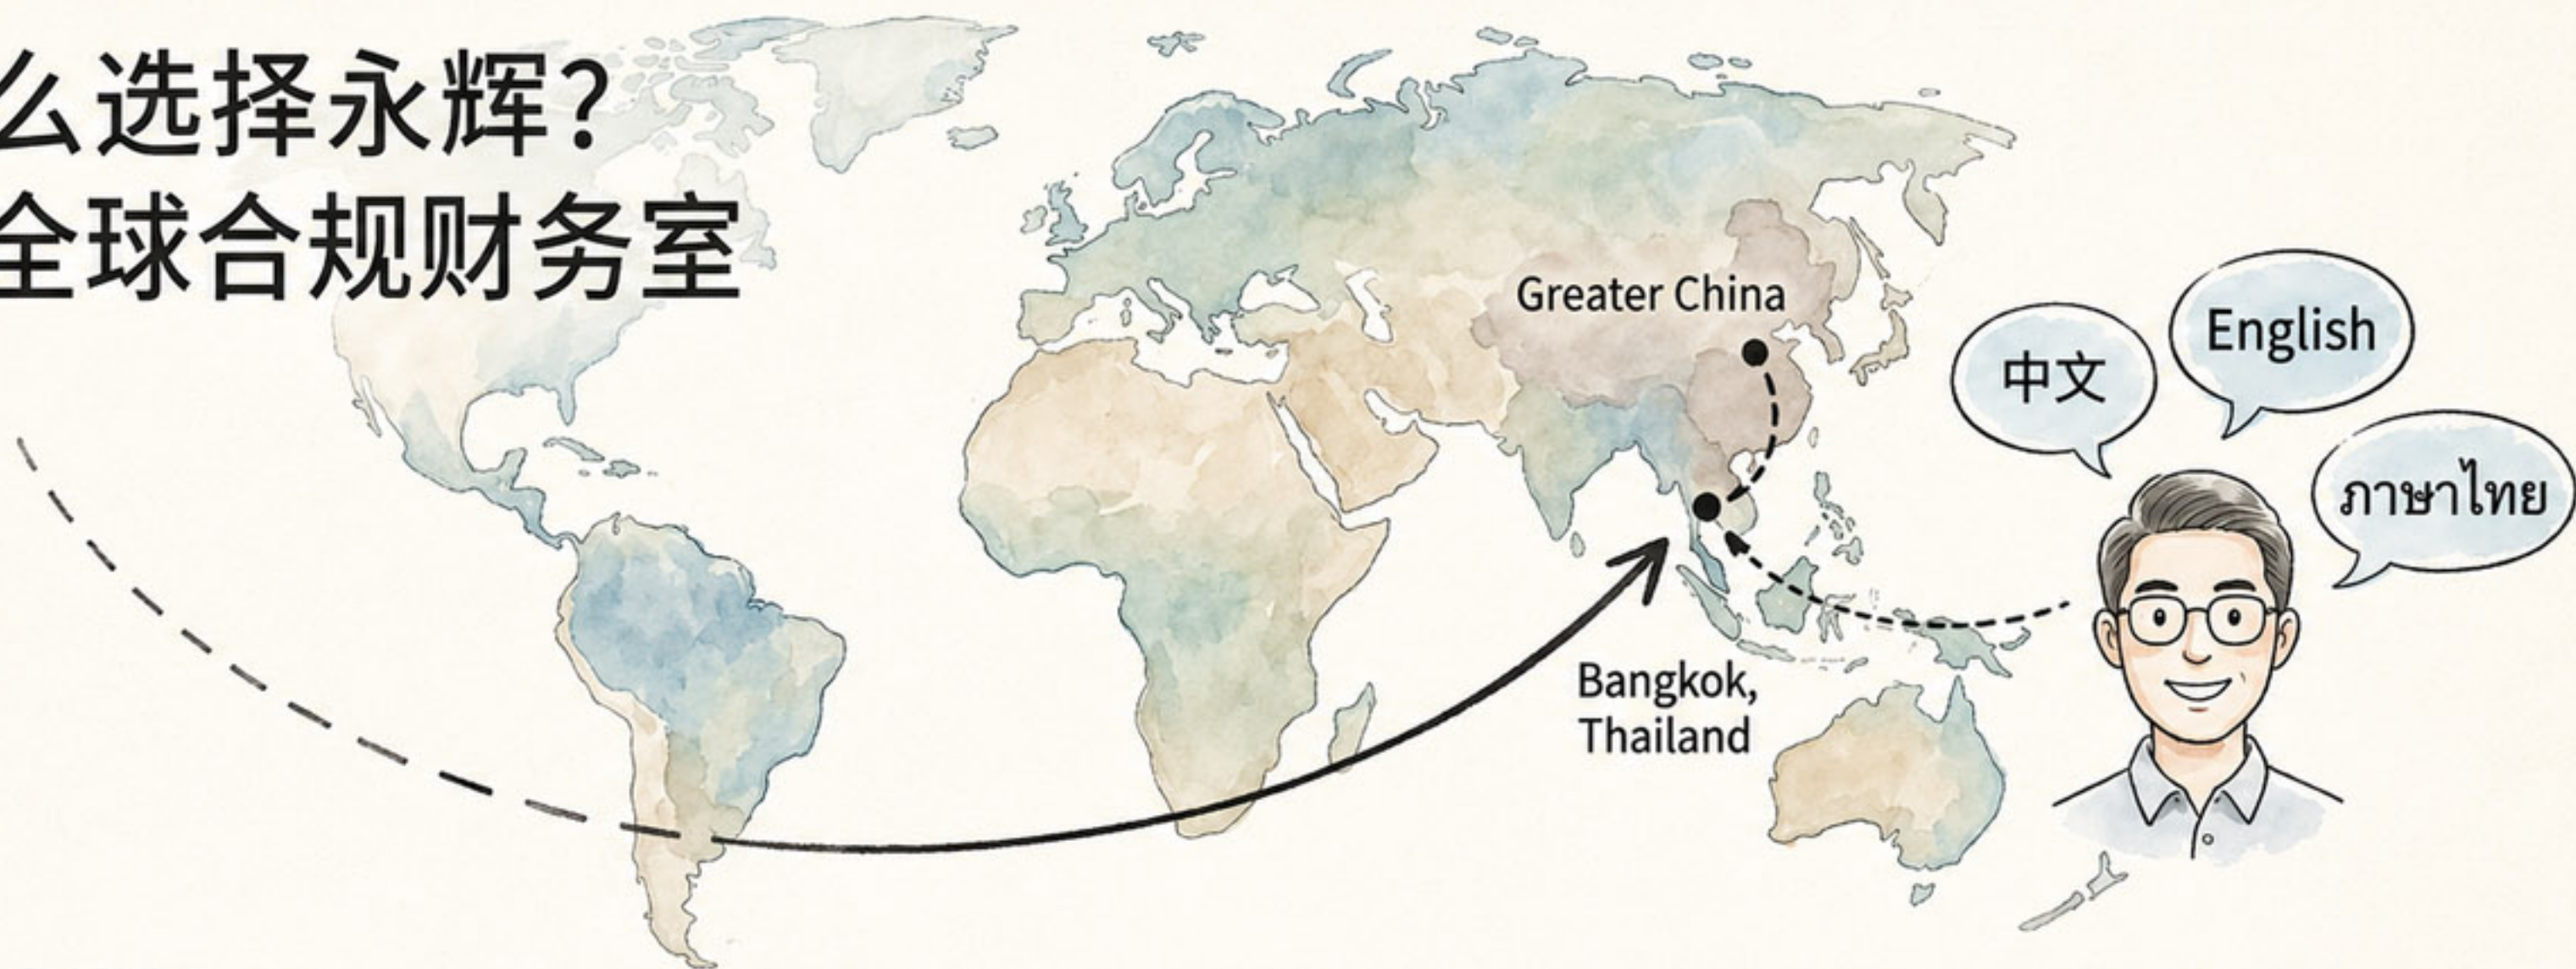 么选择永辉？
全球合规财务室
Greater China
中文
English
ภาษาไทย
Bangkok,
Thailand